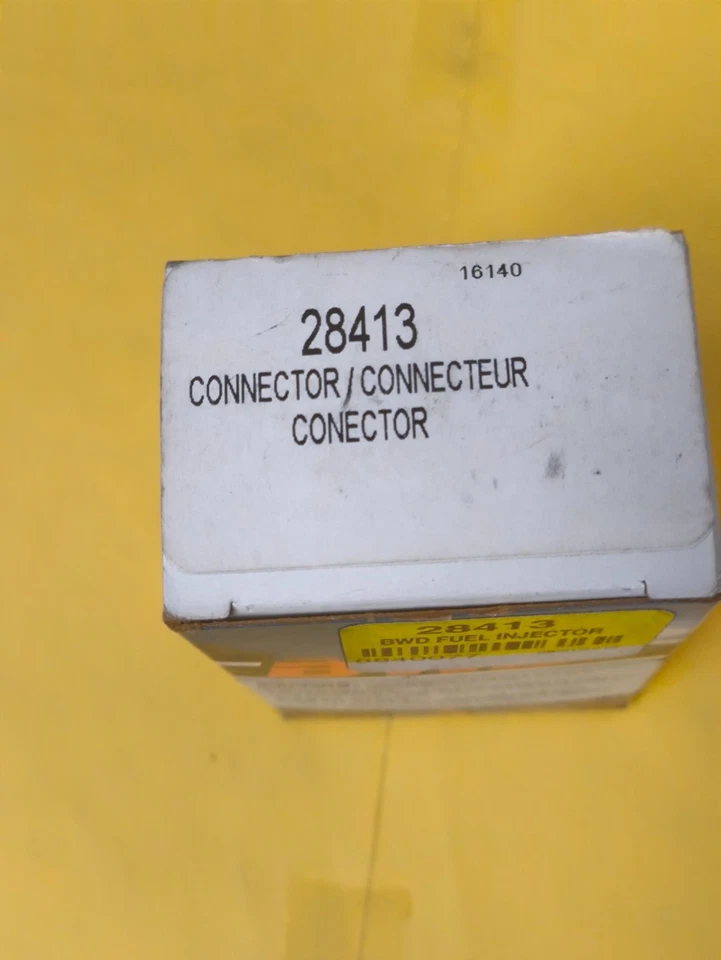 16140
28413
CONNECTOR/CONNECTEUR
CONECTOR
28413
BWD FUEL INJECTOR